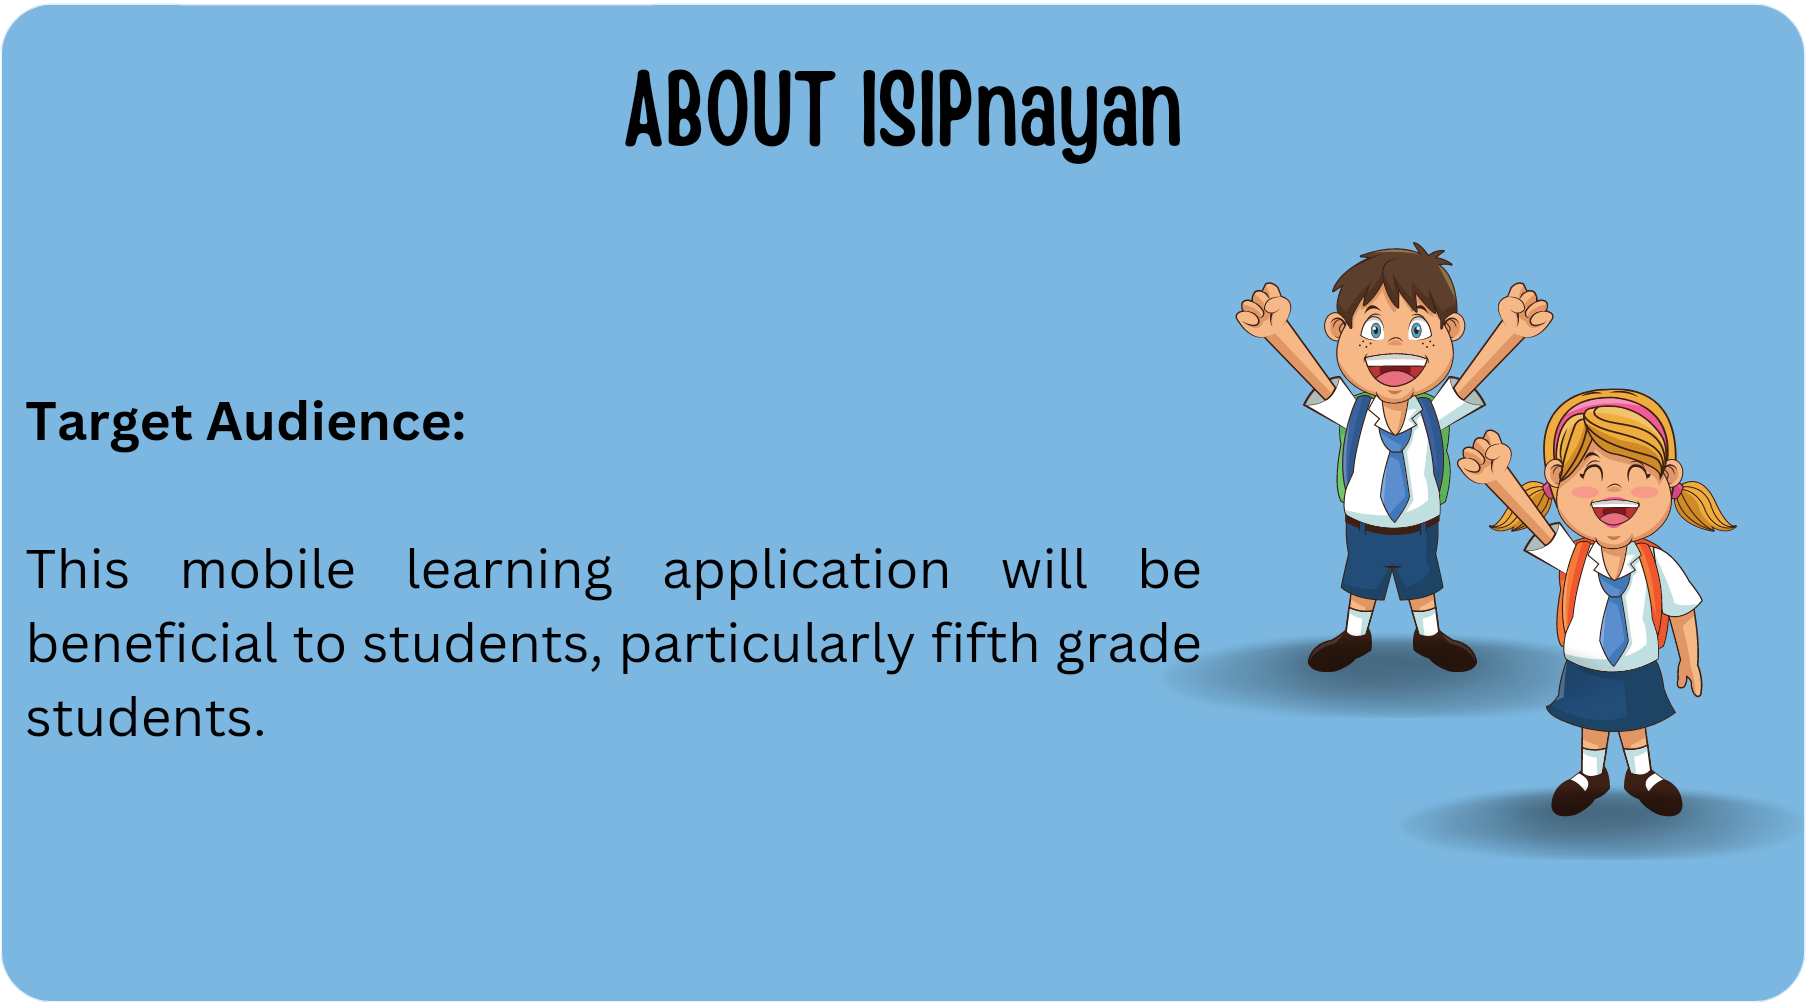 ABOUT ISIPnayan
Target Audience:
This mobile learning application will be
beneficial to students, particularly fifth grade
students.